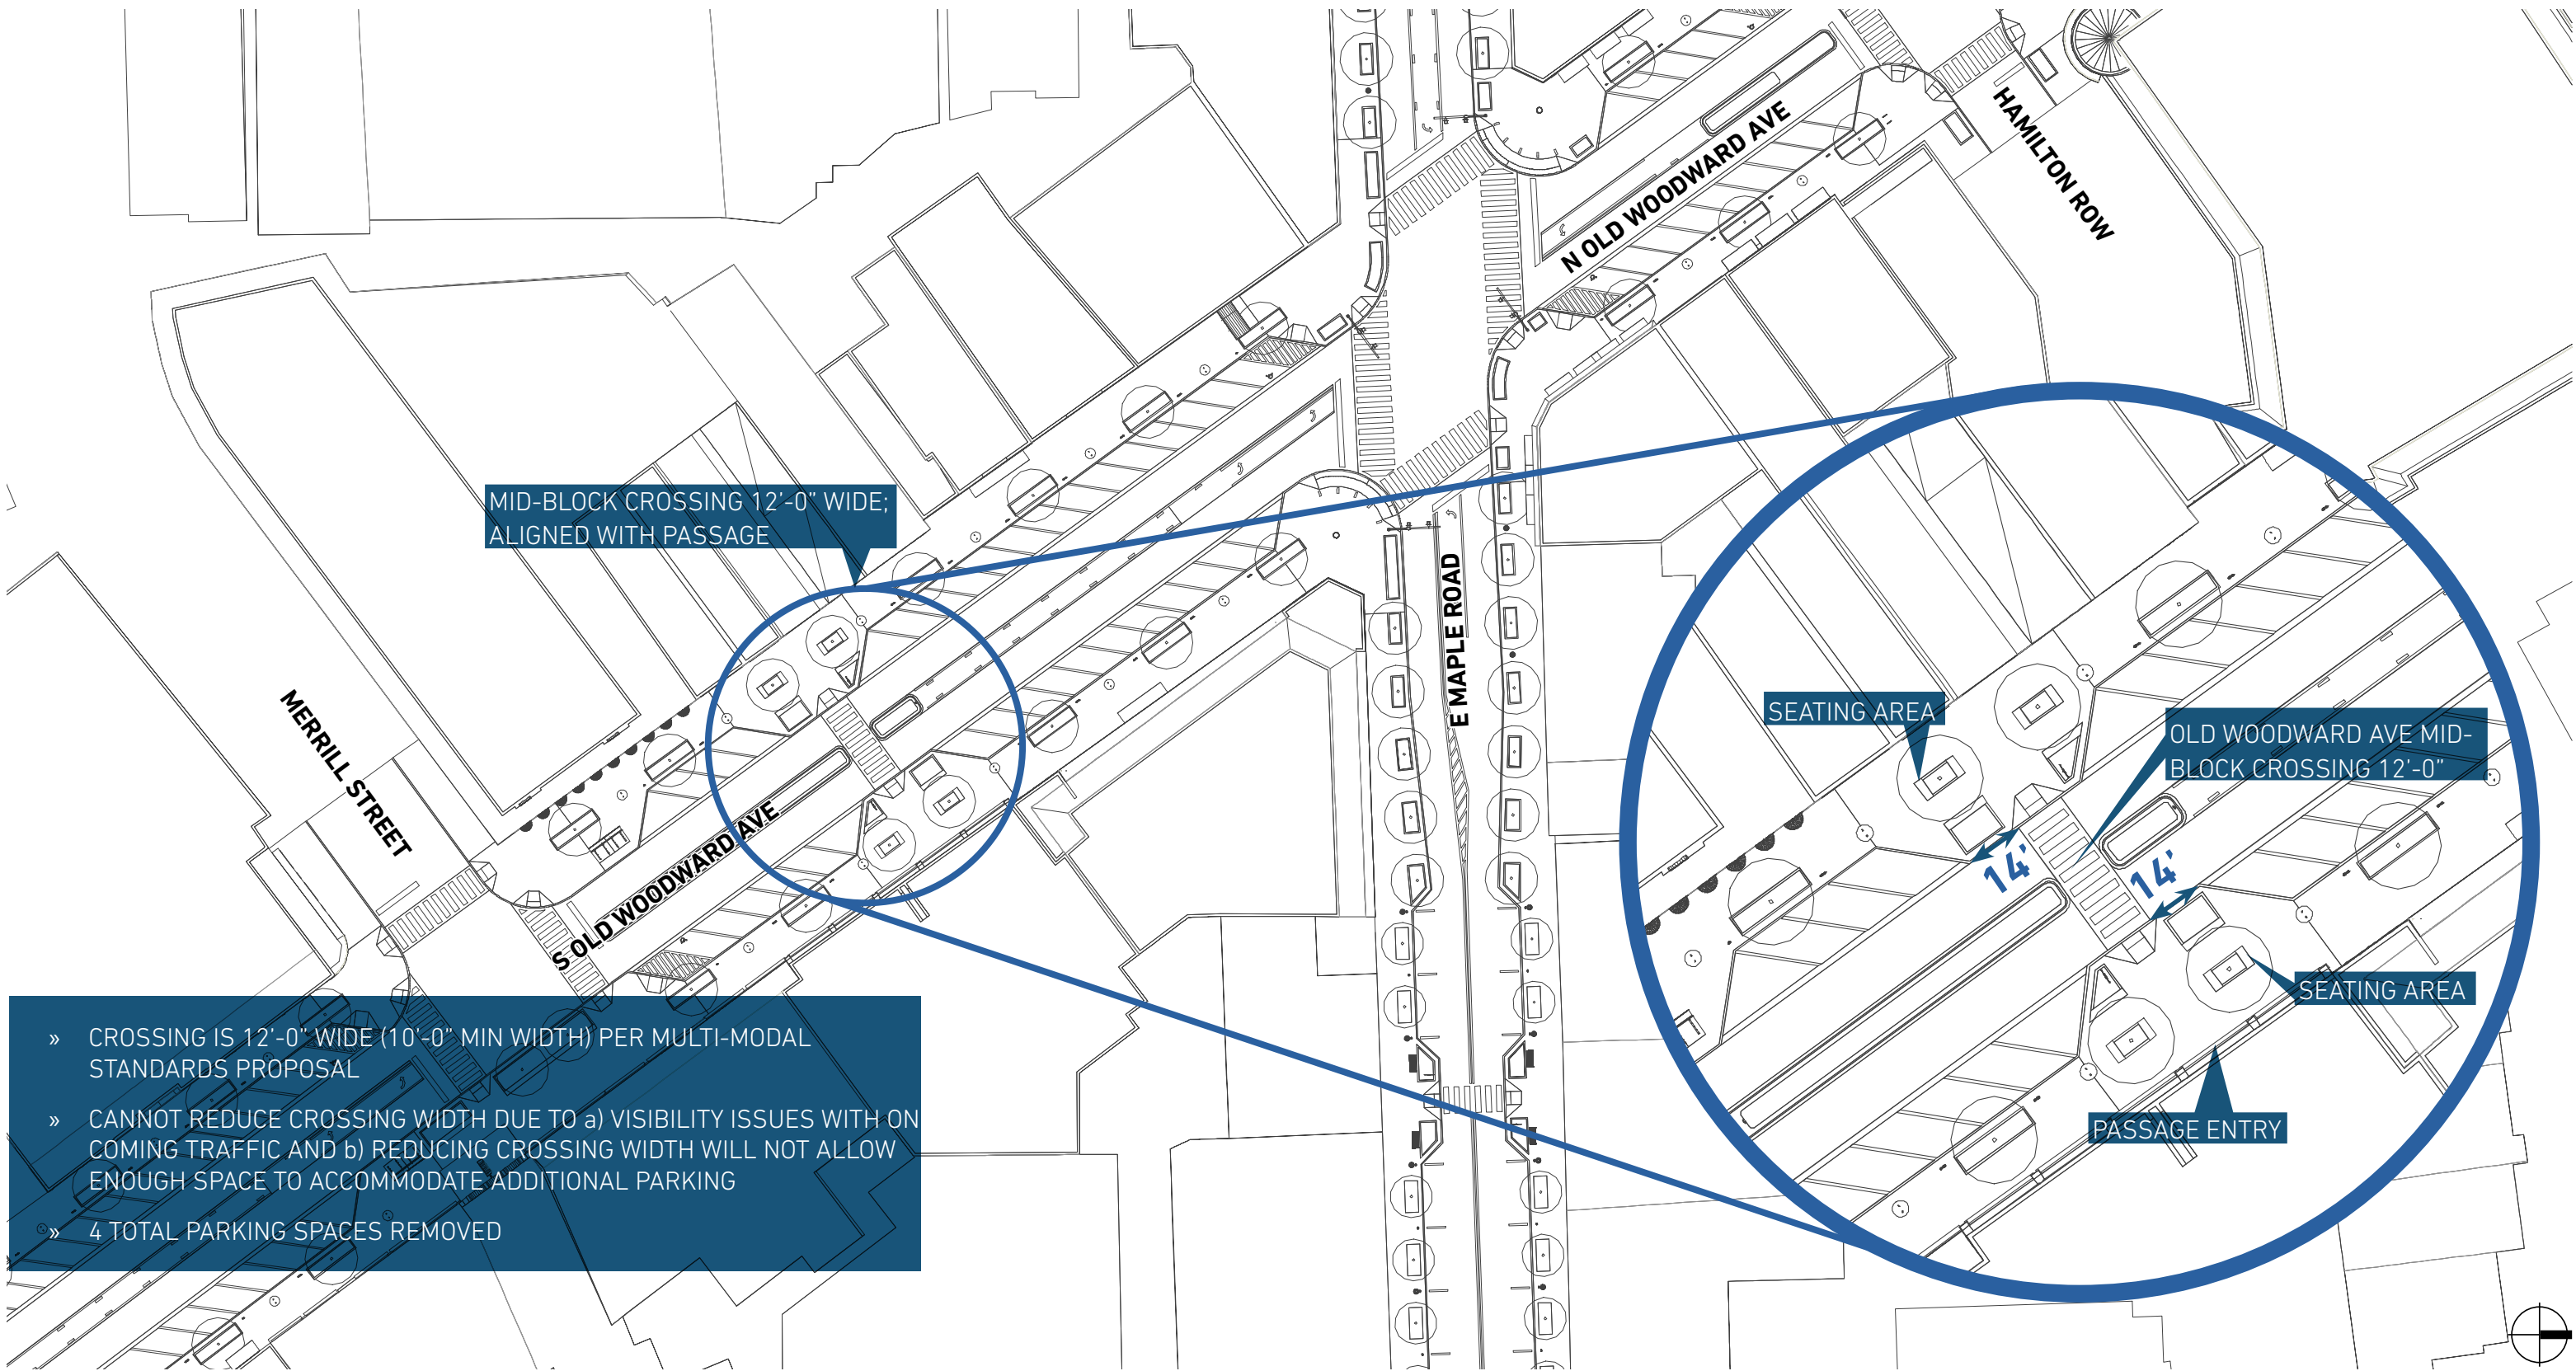 HAMILTON ROW
N OLD WOODWARD AVE
MID-BLOCK CROSSING 12'-0" WIDE;
ALIGNED WITH PASSAGE
E MAPLE ROAD
MERRILL STREET
S OLD WOODWARD AVE
SEATING AREA
OLD WOODWARD AVE MID-
BLOCK CROSSING 12'-0"
14'
14'
SEATING AREA
PASSAGE ENTRY
» CROSSING IS 12'-0" WIDE (10'-0" MIN WIDTH) PER MULTI-MODAL
STANDARDS PROPOSAL
» CANNOT REDUCE CROSSING WIDTH DUE TO a) VISIBILITY ISSUES WITH ON
COMING TRAFFIC AND b) REDUCING CROSSING WIDTH WILL NOT ALLOW
ENOUGH SPACE TO ACCOMMODATE ADDITIONAL PARKING
» 4 TOTAL PARKING SPACES REMOVED